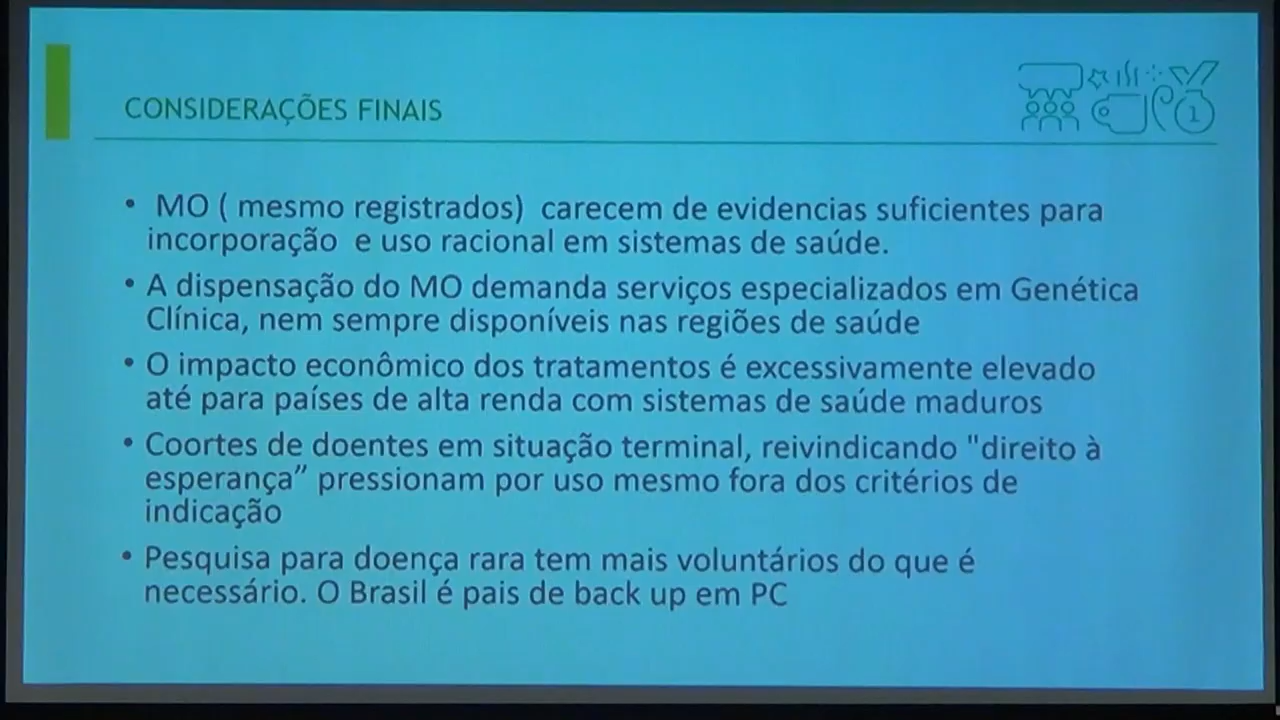 CONSIDERAÇÕES FINAIS
1
• MO ( mesmo registrados) carecem de evidencias suficientes para
incorporação e uso racional em sistemas de saúde.
• A dispensação do MO demanda serviços especializados em Genética
Clínica, nem sempre disponíveis nas regiões de saúde
• O impacto econômico dos tratamentos é excessivamente elevado
até para países de alta renda com sistemas de saúde maduros
• Coortes de doentes em situação terminal, reivindicando "direito à
esperança” pressionam por uso mesmo fora dos critérios de
indicação
• Pesquisa para doença rara tem mais voluntários do que é
necessário. O Brasil é pais de back up em PC